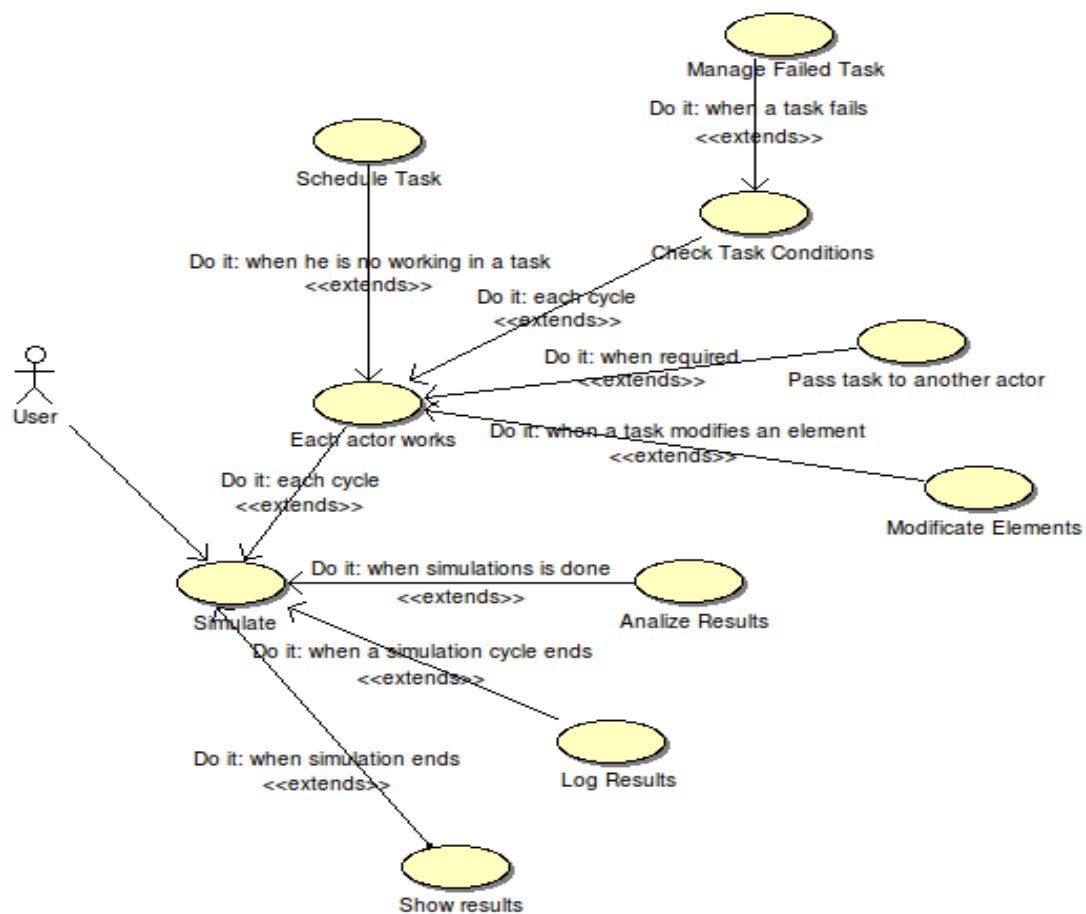 Manage Failed Task
Do it: when a task fails
<<extends>>
Schedule Task
Check Task Conditions
Do it: when he is no working in a task
<<extends>>
Do it: each cycle
<<extends>>
Do it: when required
<<extends>>
Pass task to another actor
User
Each actor works
Do it: when a task modifies an element
<<extends>>
Do it: each cycle
<<extends>>
Modificate Elements
Do it: when simulations is done
<<extends>>
Simulate
Analize Results
Do it: when a simulation cycle ends
<<extends>>
Do it: when simulation ends
<<extends>>
Log Results
Show results